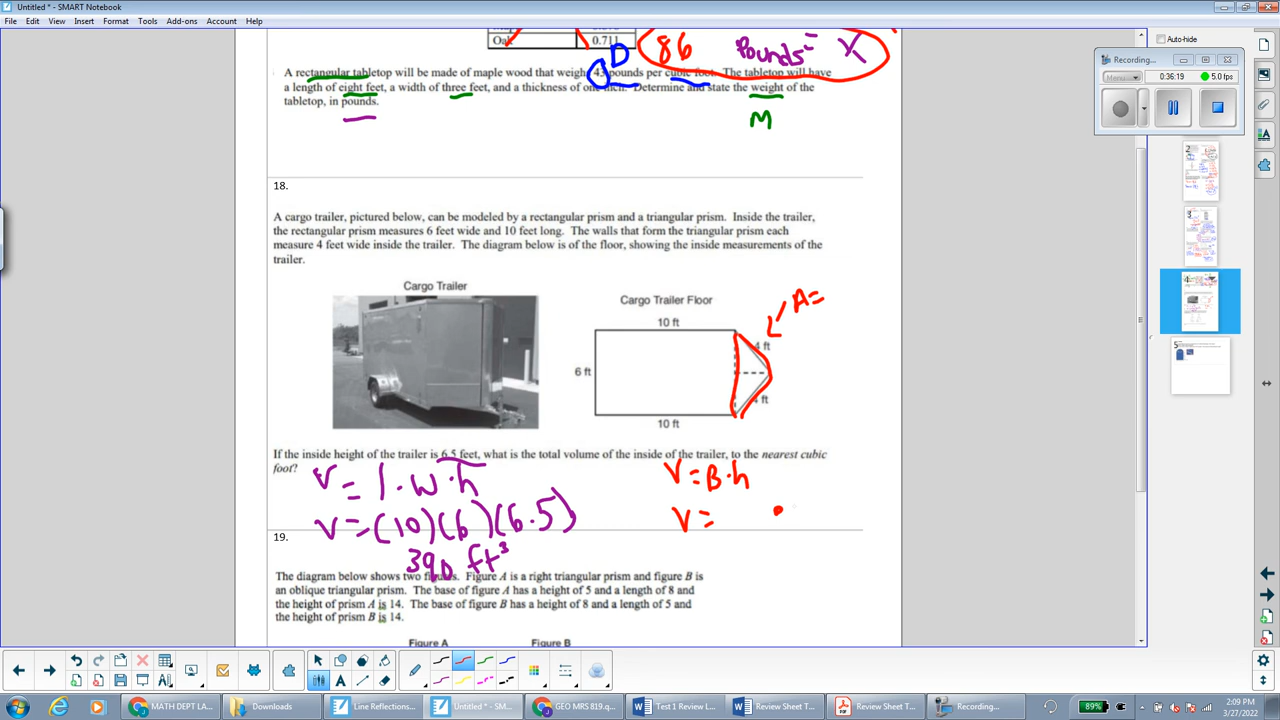 Untitled * - SMART Notebook
File Edit View Insert Format Tools Add-ons Account Help
Auto-hide
Recording...
0:36:19
5.0 fps
Oak 0.711
86 Pounds = X
D
A rectangular tabletop will be made of maple wood that weighs 43 pounds per cubic foot. The tabletop will have
a length of eight feet, a width of three feet, and a thickness of one inch. Determine and state the weight of the
tabletop, in pounds.
M
18.
A cargo trailer, pictured below, can be modeled by a rectangular prism and a triangular prism. Inside the trailer,
the rectangular prism measures 6 feet wide and 10 feet long. The walls that form the triangular prism each
measure 4 feet wide inside the trailer. The diagram below is of the floor, showing the inside measurements of the
trailer.
Cargo Trailer
Cargo Trailer Floor
A=
10 ft
4 ft
6 ft
4 ft
10 ft
If the inside height of the trailer is 6.5 feet, what is the total volume of the inside of the trailer, to the nearest cubic
foot?
V = l · w · h
V = (10)(6)(6.5)
390 ft³
V = B · h
V = ·
19.
The diagram below shows two figures. Figure A is a right triangular prism and figure B is
an oblique triangular prism. The base of figure A has a height of 5 and a length of 8 and
the height of prism A is 14. The base of figure B has a height of 8 and a length of 5 and
the height of prism B is 14.
Figure A Figure B
MATH DEPT LA...
Downloads
Line Reflections...
Untitled * - SM...
GEO MRS 819.q...
Test 1 Review L...
Review Sheet T...
Review Sheet T...
Recording...
89%
2:09 PM
3/27/2022